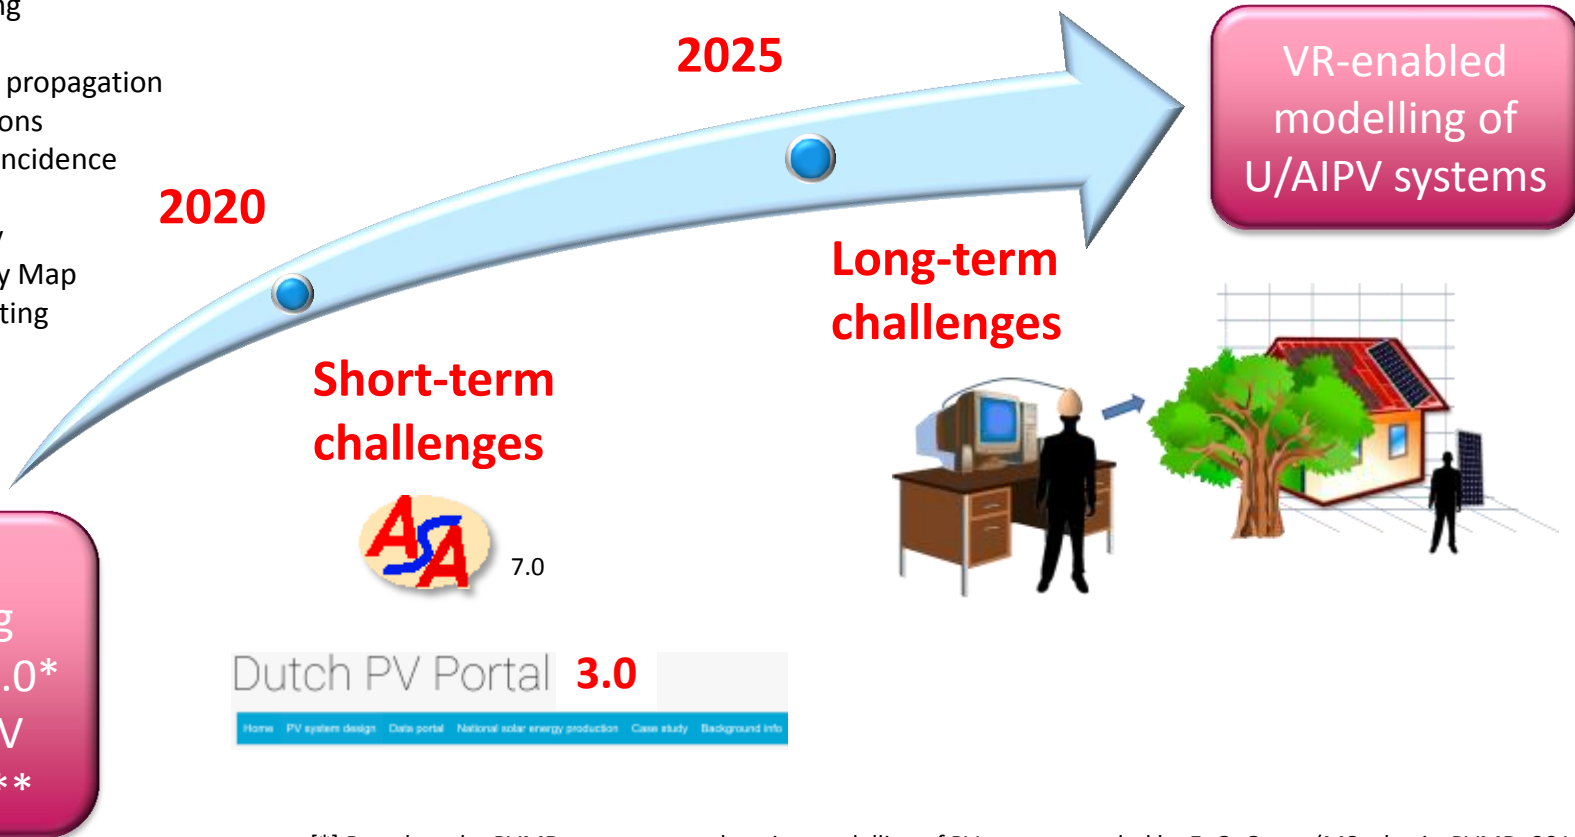 ng
propagation
ons
ncidence
y Map
ting
2020
2025
VR-enabled
modelling of
U/AIPV systems
Long-term
challenges
Short-term
challenges
ASA
7.0
g
.0*
V
**
Dutch PV Portal 3.0
Home PV system design Data portal National solar energy production Case study Background info